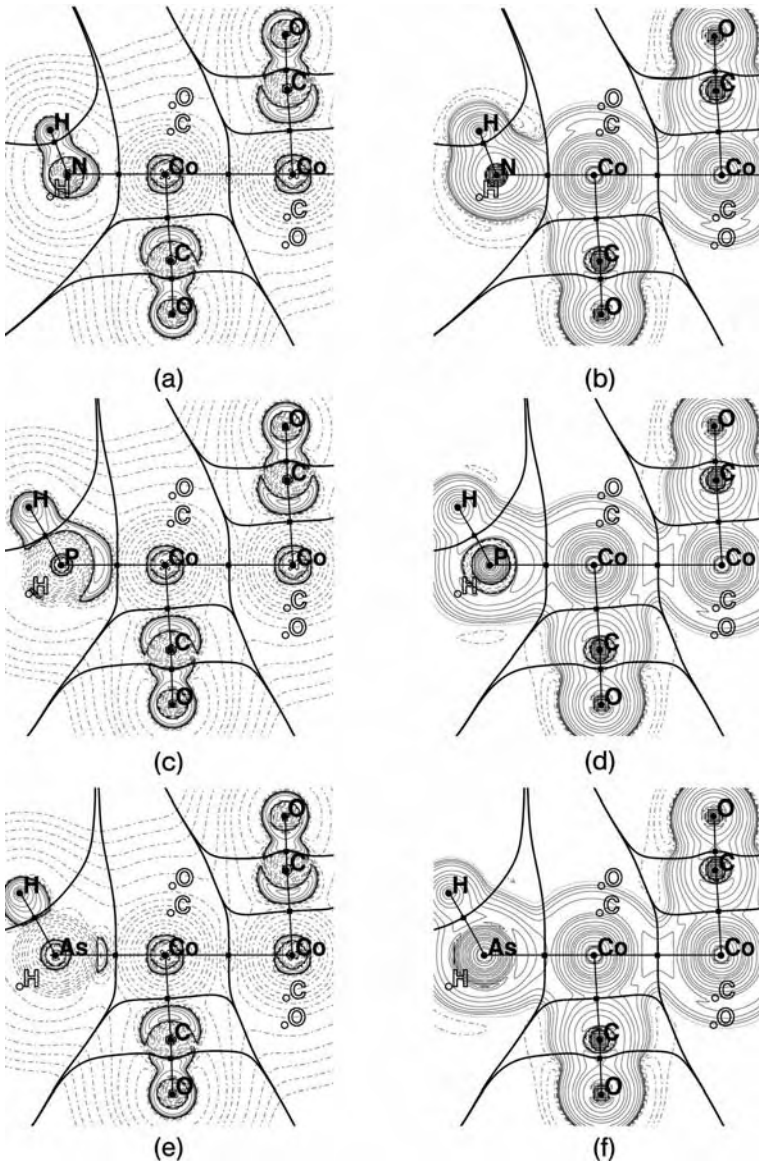 O O
C C
O O
C C
H H
N Co Co N Co Co
H H
C C
O O
C C
O O
(a) (b)
O O
C C
O O
C C
H H
P Co Co P Co Co
H H
C C
O O
C C
O O
(c) (d)
O O
C C
H O H O
C C
As Co Co As Co Co
H H
C C
O O
C C
O O
(e) (f)